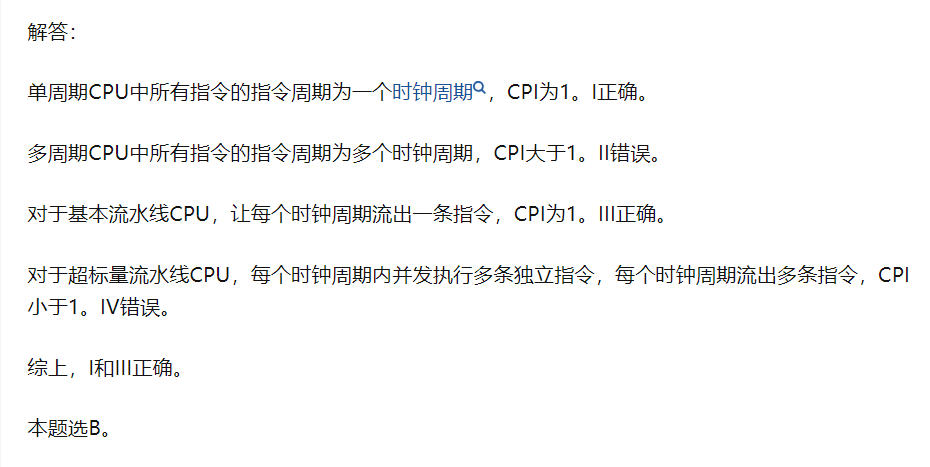 解答：
单周期CPU中所有指令的指令周期为一个时钟周期，CPI为1。I正确。
多周期CPU中所有指令的指令周期为多个时钟周期，CPI大于1。II错误。
对于基本流水线CPU，让每个时钟周期流出一条指令，CPI为1。III正确。
对于超标量流水线CPU，每个时钟周期内并发执行多条独立指令，每个时钟周期流出多条指令，CPI
小于1。IV错误。
综上，I和III正确。
本题选B。